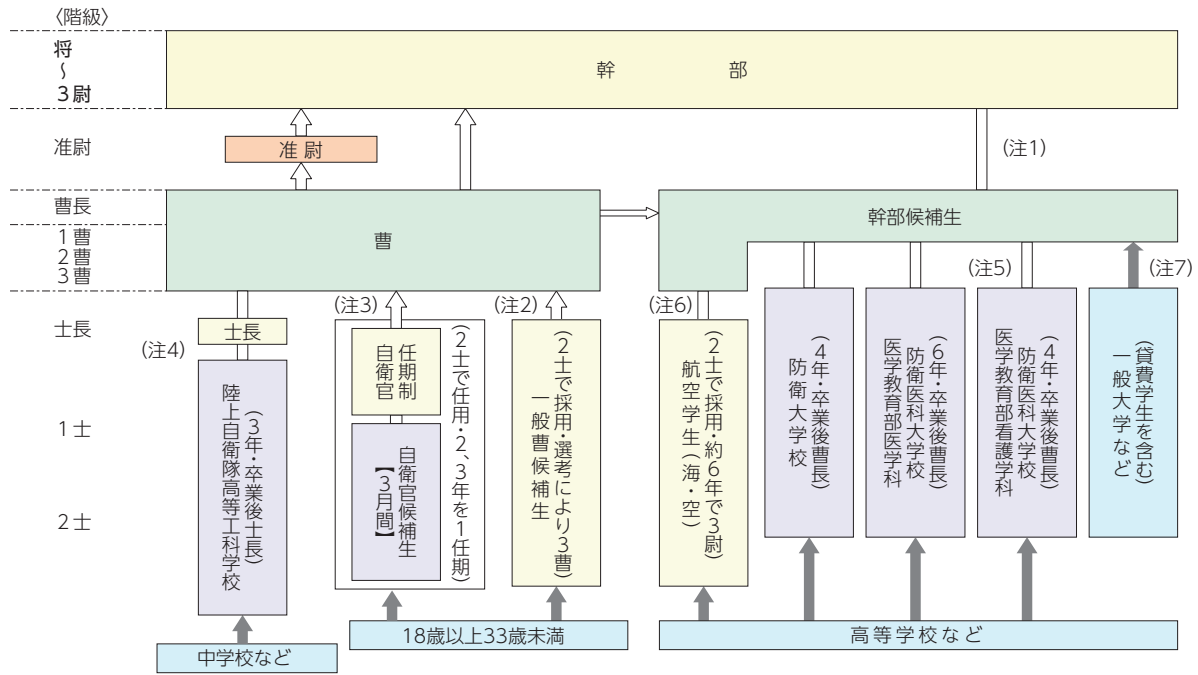 〈階級〉
将
〜
3尉
幹部
准尉
准尉
(注1)
曹長
1曹
2曹
3曹
曹
幹部候補生
士長
1士
2士
(注4)
士長
陸上自衛隊高等工科学校
(3年・卒業後士長)
(注3)
任期制
自衛官
自衛官候補生
【3月間】
(2士で任用・2、3年を1任期)
(注2)
一般曹候補生
(2士で採用・選考により3曹)
(注6)
航空学生(海・空)
(2士で採用・約6年で3尉)
防衛大学校
(4年・卒業後曹長)
医学教育部医学科
防衛医科大学校
(6年・卒業後曹長)
(注5)
医学教育部看護学科
防衛医科大学校
(4年・卒業後曹長)
(注7)
一般大学など
(貸費学生を含む)
中学校など
18歳以上33歳未満
高等学校など